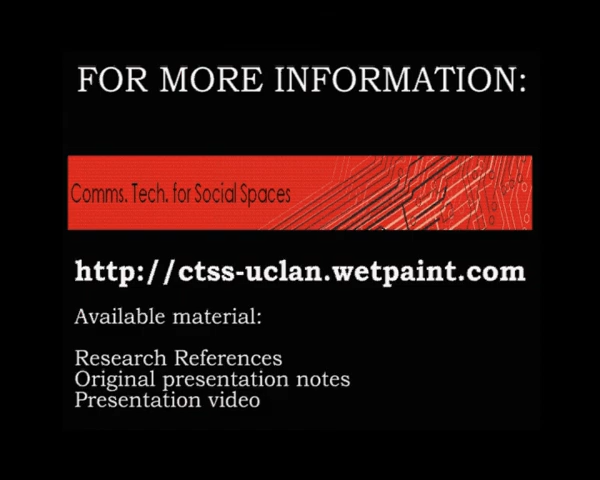 FOR MORE INFORMATION:
Comms. Tech. for Social Spaces
http://ctss-uclan.wetpaint.com
Available material:
Research References
Original presentation notes
Presentation video